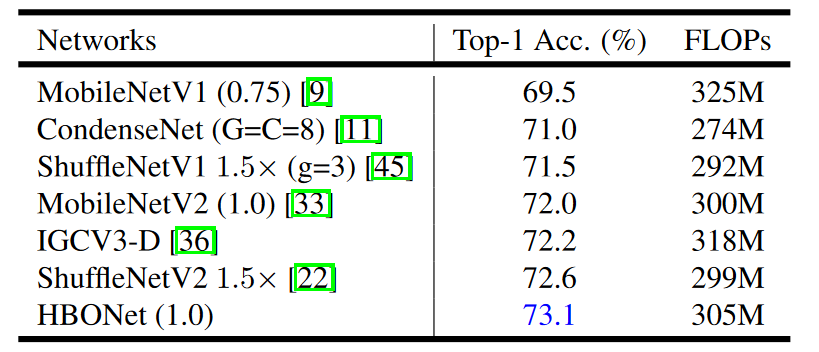 Networks Top-1 Acc. (%) FLOPs
MobileNetV1 (0.75) [9] 69.5 325M
CondenseNet (G=C=8) [11] 71.0 274M
ShuffleNetV1 1.5× (g=3) [45] 71.5 292M
MobileNetV2 (1.0) [33] 72.0 300M
IGCV3-D [36] 72.2 318M
ShuffleNetV2 1.5× [22] 72.6 299M
HBONet (1.0) 73.1 305M